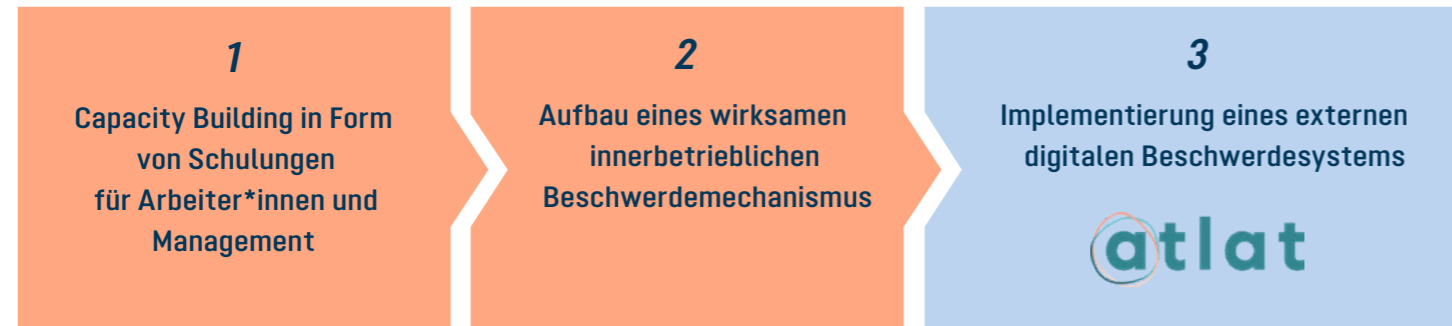 1
Capacity Building in Form
von Schulungen
für Arbeiter*innen und
Management
2
Aufbau eines wirksamen
innerbetrieblichen
Beschwerdemechanismus
3
Implementierung eines externen
digitalen Beschwerdesystems
atlat